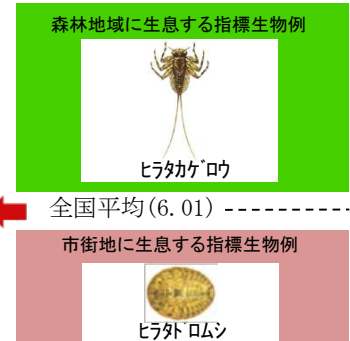 森林地域に生息する指標生物例
ヒラタカゲロウ
全国平均(6.01)
市街地に生息する指標生物例
ヒラタドロムシ